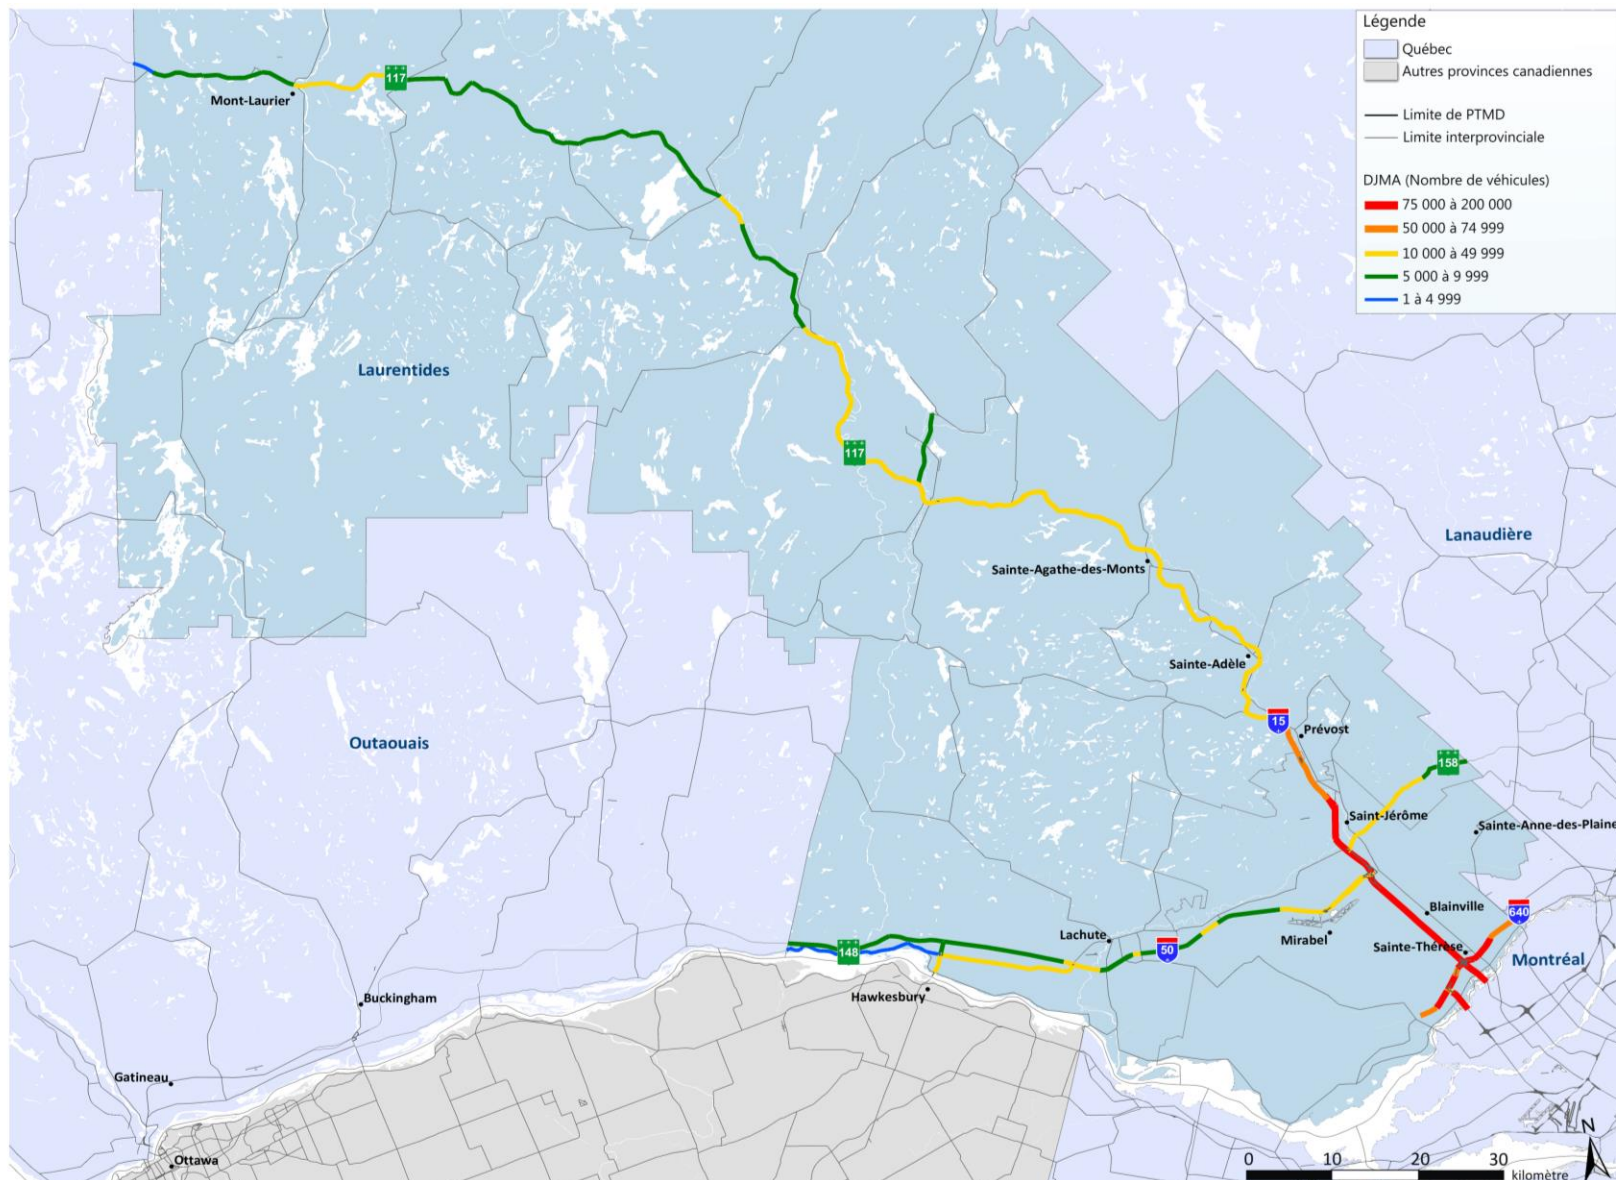 Légende
Québec
Autres provinces canadiennes
Limite de PTMD
Limite interprovinciale
DJMA (Nombre de véhicules)
75 000 à 200 000
50 000 à 74 999
10 000 à 49 999
5 000 à 9 999
1 à 4 999
117
Mont-Laurier
Laurentides
117
Lanaudière
Sainte-Agathe-des-Monts
Sainte-Adèle
15
Prévost
Outaouais
158
Saint-Jérôme
Sainte-Anne-des-Plaine
Blainville
640
Lachute
Mirabel
Sainte-Thérèse
50
148
Montréal
Hawkesbury
Buckingham
Gatineau
Ottawa
N
0 10 20 30
kilomètre